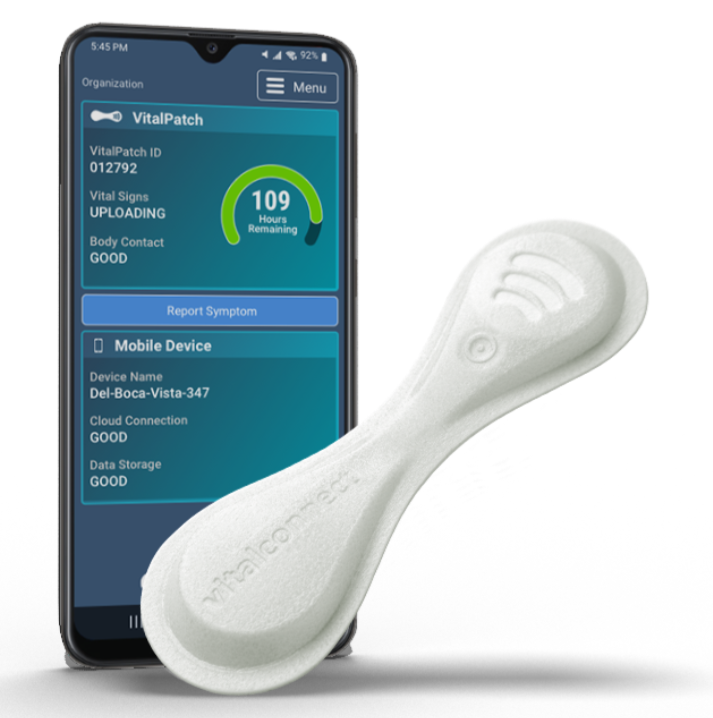 5:45 PM
92%
Organization
Menu
VitalPatch
VitalPatch ID
012792
Vital Signs
UPLOADING
Body Contact
GOOD
109
Hours
Remaining
Report Symptom
Mobile Device
Device Name
Del-Boca-Vista-347
Cloud Connection
GOOD
Data Storage
GOOD
vitalconnect